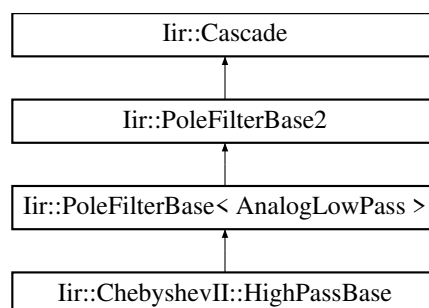 Iir::Cascade
Iir::PoleFilterBase2
Iir::PoleFilterBase< AnalogLowPass >
Iir::ChebyshevII::HighPassBase